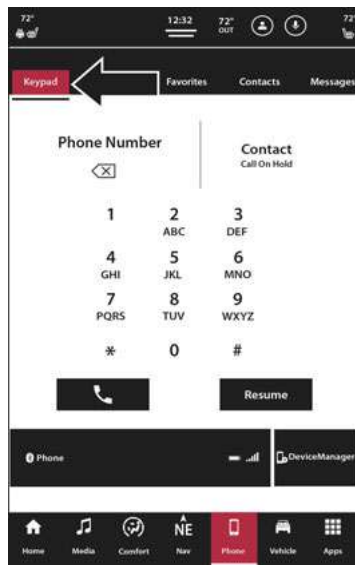 72° 12:32 72° OUT 72°
Keypad Favorites Contacts Messages
Phone Number
Contact
Call On Hold
1 2 3
ABC DEF
4 5 6
GHI JKL MNO
7 8 9
PQRS TUV WXYZ
* 0 #
Resume
Phone DeviceManager
NE
Home Media Comfort Nav Phone Vehicle Apps